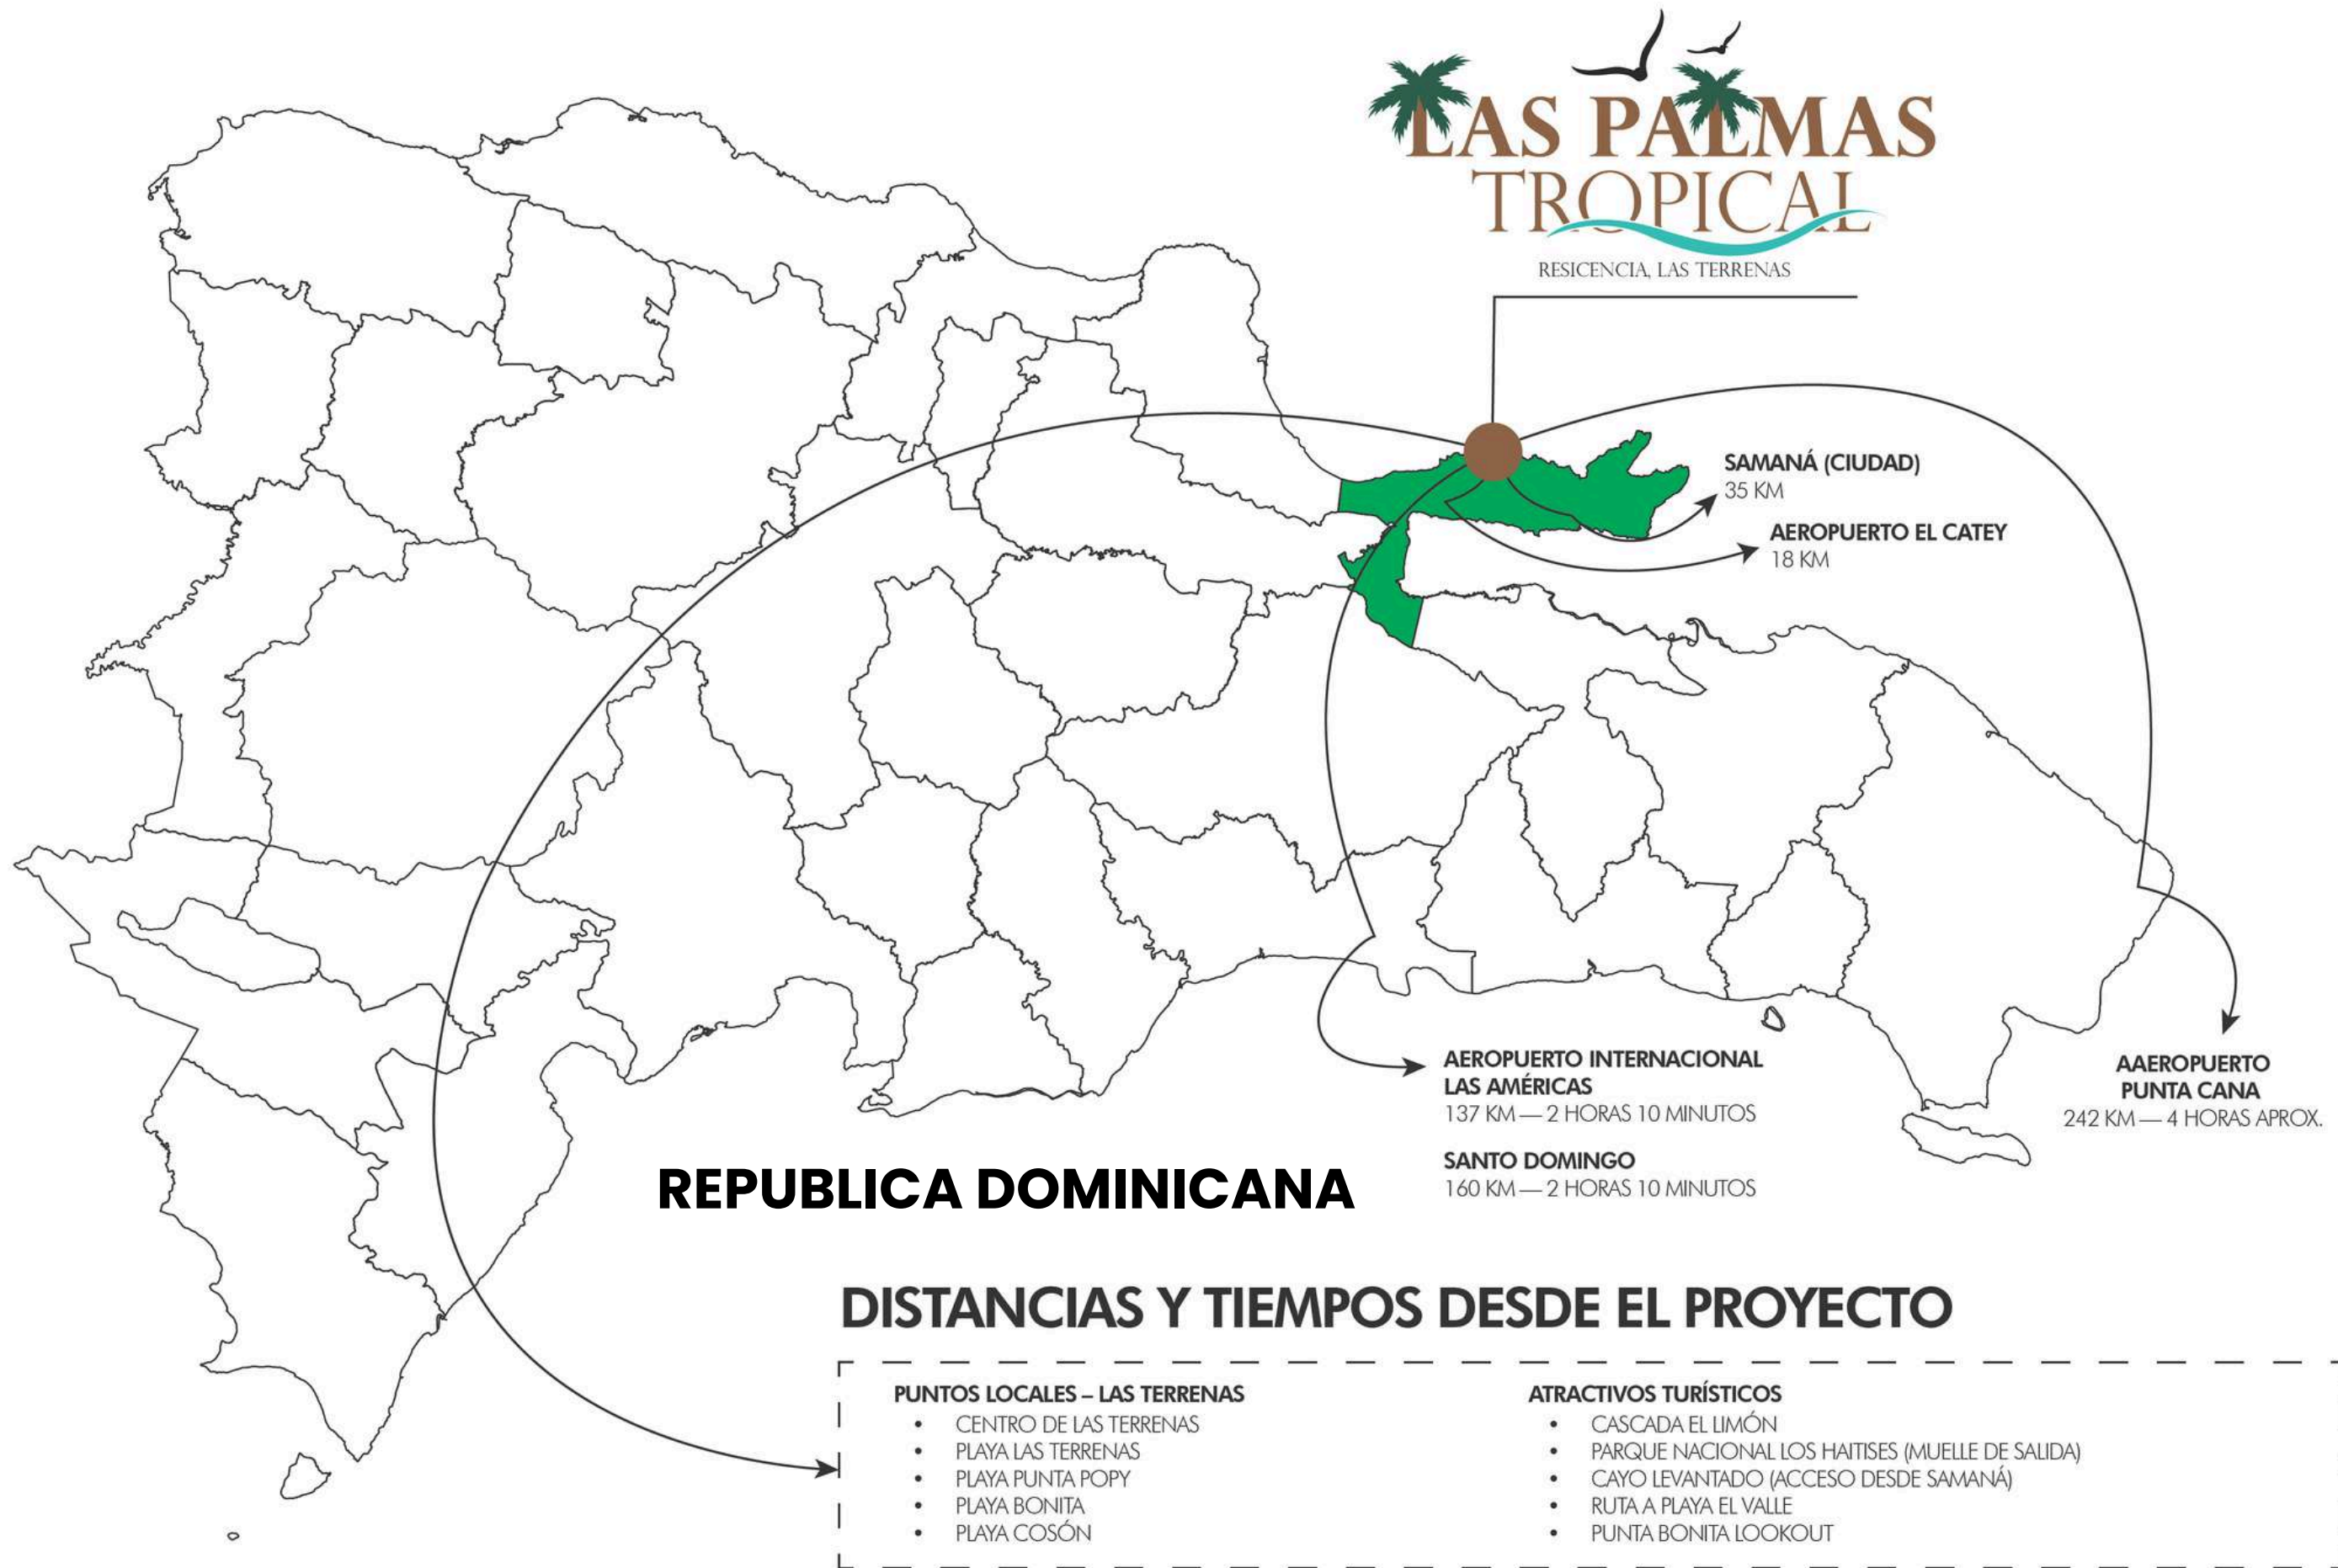 LAS PALMAS
TROPICAL
RESICENCIA, LAS TERRENAS
SAMANÁ (CIUDAD)
35 KM
AEROPUERTO EL CATEY
18 KM
AEROPUERTO INTERNACIONAL
LAS AMÉRICAS
137 KM — 2 HORAS 10 MINUTOS
SANTO DOMINGO
160 KM — 2 HORAS 10 MINUTOS
AAEROPUERTO
PUNTA CANA
242 KM — 4 HORAS APROX.
REPUBLICA DOMINICANA
DISTANCIAS Y TIEMPOS DESDE EL PROYECTO
PUNTOS LOCALES – LAS TERRENAS
• CENTRO DE LAS TERRENAS
• PLAYA LAS TERRENAS
• PLAYA PUNTA POPY
• PLAYA BONITA
• PLAYA COSÓN
ATRACTIVOS TURÍSTICOS
• CASCADA EL LIMÓN
• PARQUE NACIONAL LOS HAITISES (MUELLE DE SALIDA)
• CAYO LEVANTADO (ACCESO DESDE SAMANÁ)
• RUTA A PLAYA EL VALLE
• PUNTA BONITA LOOKOUT